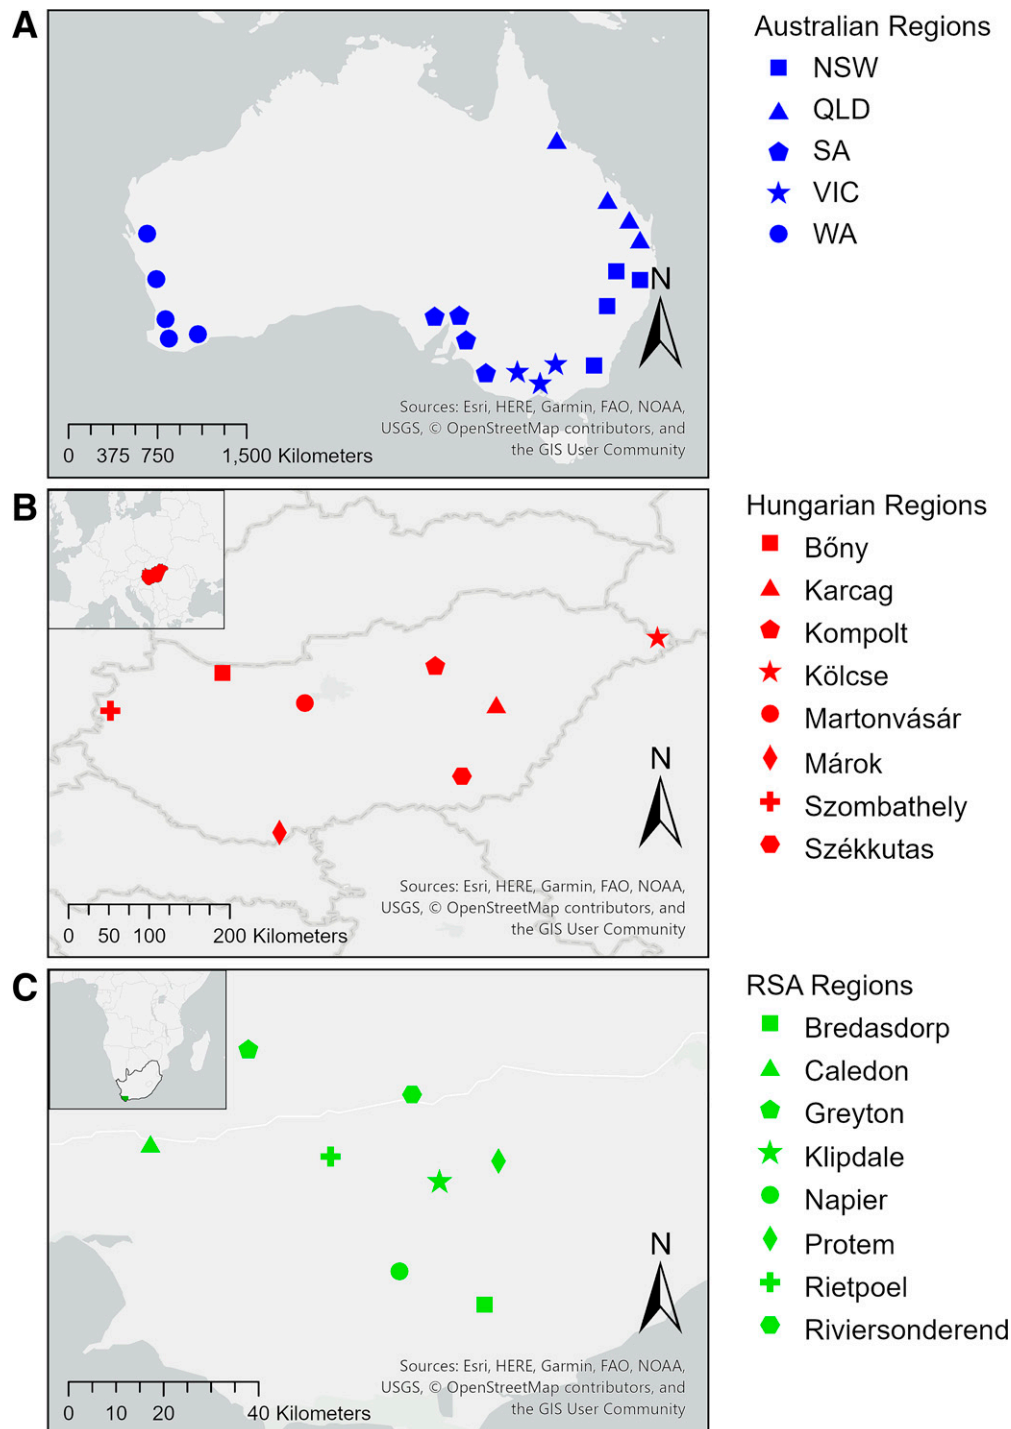 A
Australian Regions
NSW
QLD
SA
VIC
WA
N
Sources: Esri, HERE, Garmin, FAO, NOAA,
USGS, © OpenStreetMap contributors, and
the GIS User Community
0 375 750 1,500 Kilometers
B
Hungarian Regions
Bőny
Karcag
Kompolt
Kölcse
Martonvásár
Márok
Szombathely
Székkutas
N
Sources: Esri, HERE, Garmin, FAO, NOAA,
USGS, © OpenStreetMap contributors, and
the GIS User Community
0 50 100 200 Kilometers
C
RSA Regions
Bredasdorp
Caledon
Greyton
Klipdale
Napier
Protem
Rietpoel
Riviersonderend
N
Sources: Esri, HERE, Garmin, FAO, NOAA,
USGS, © OpenStreetMap contributors, and
the GIS User Community
0 10 20 40 Kilometers